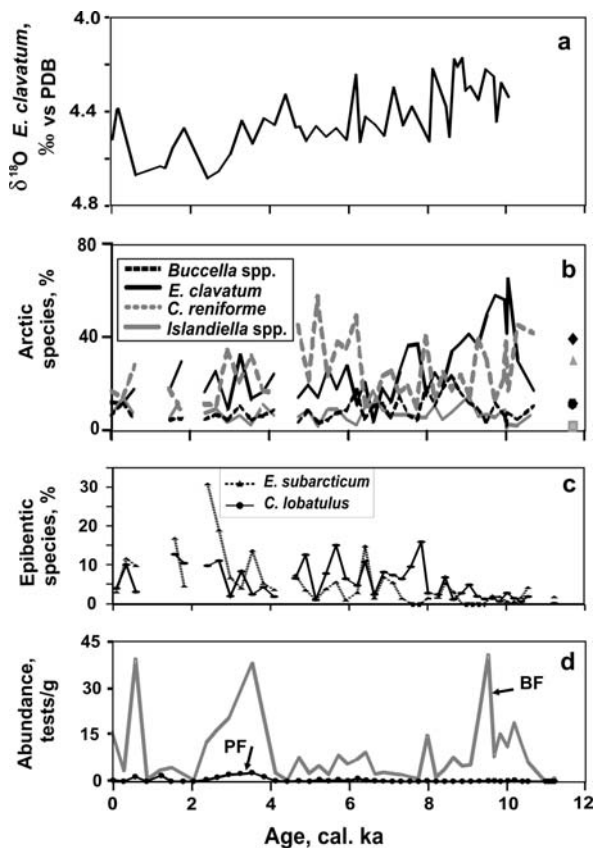 a
4.0
4.4
4.8
δ¹⁸O E. clavatum,
‰ vs PDB
b
80
40
0
Arctic
species, %
Buccella spp.
E. clavatum
C. reniforme
Islandiella spp.
c
30
20
10
0
Epibentic
species, %
E. subarcticum
C. lobatulus
d
45
30
15
0
Abundance,
tests/g
BF
PF
0 2 4 6 8 10 12
Age, cal. ka